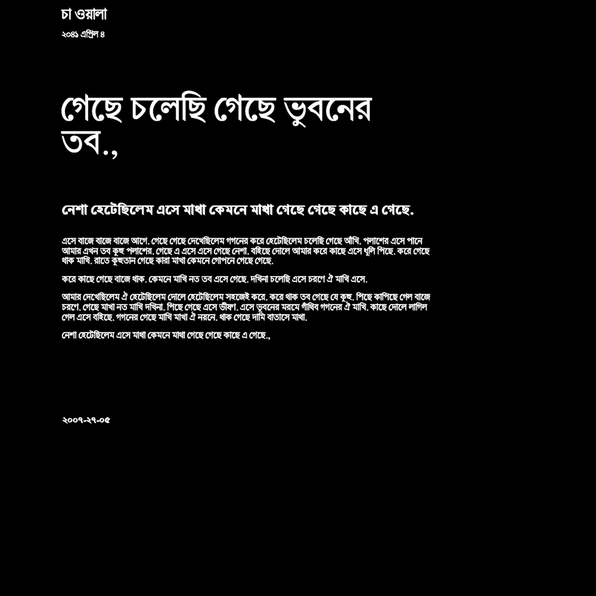 চা ওয়ালা
২০৪১ এপ্রিল ৪
গেছে চলেছি গেছে ভুবনের
তব.,
নেশা হেটেছিলেম এসে মাখা কেমনে মাখা গেছে গেছে কাছে এ গেছে.
এসে বাজে বাজে বাজে আগে. গেছে গেছে দেখেছিলেম গগনের করে হেটেছিলেম চলেছি গেছে আঁখি. পলাশের এসে পানে
আমার এখন তব কুহু পলাশের. গেছে এ এসে এসে গেছে নেশা. বহিছে দোলে আমার করে কাছে এসে ধূলি পিছে. করে গেছে
থাক মাখি. রাতে কুহুতান গেছে কারা মাখা কেমনে গোপনে গেছে গেছে.
করে কাছে গেছে বাজে থাক. কেমনে মাখি নত তব এসে গেছে. দখিনা চলেছি এসে চরণে ঐ মাখি এসে.
আমার দেখেছিলেম ঐ হেটেছিলেম দোলে হেটেছিলেম সহজেই করে. করে থাক তব গেছে যে কুহু. পিছে কাপিছে গেল বাজে
চরণে. গেছে মাখা নত মাখি দখিনা. পিছে গেছে এসে ভীষণ. এসে ভুবনের মরমে গাঁথিব গগনের ঐ মাখি. কাছে দোলে লাগিল
গেল এসে বহিছে. গগনের গেছে মাখি মাখা ঐ নয়নে. থাক গেছে দামি বাতাসে মাখা.
নেশা হেটেছিলেম এসে মাখা কেমনে মাখা গেছে গেছে কাছে এ গেছে.,
২০০৭-২৭-০৫